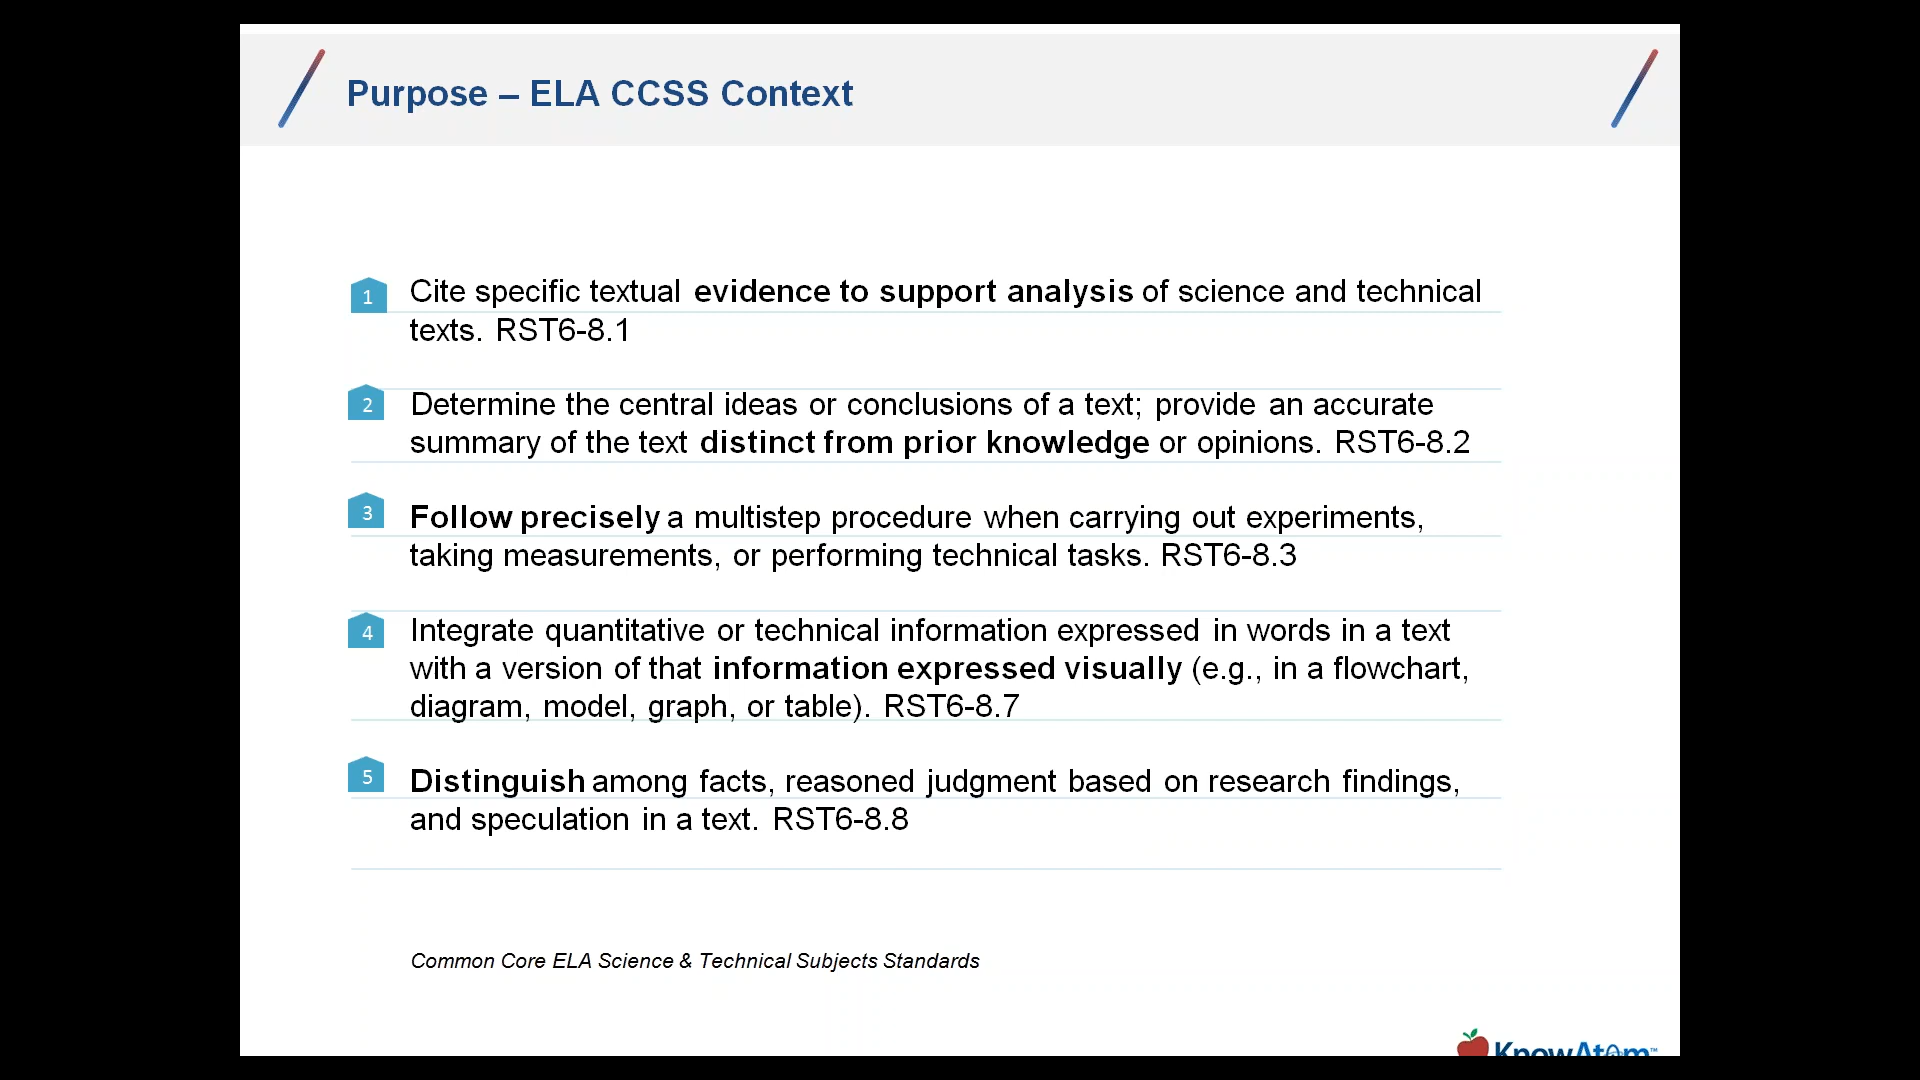 Purpose – ELA CCSS Context
1
Cite specific textual evidence to support analysis of science and technical
texts. RST6-8.1
2
Determine the central ideas or conclusions of a text; provide an accurate
summary of the text distinct from prior knowledge or opinions. RST6-8.2
3
Follow precisely a multistep procedure when carrying out experiments,
taking measurements, or performing technical tasks. RST6-8.3
4
Integrate quantitative or technical information expressed in words in a text
with a version of that information expressed visually (e.g., in a flowchart,
diagram, model, graph, or table). RST6-8.7
5
Distinguish among facts, reasoned judgment based on research findings,
and speculation in a text. RST6-8.8
Common Core ELA Science & Technical Subjects Standards
KnowAtom™